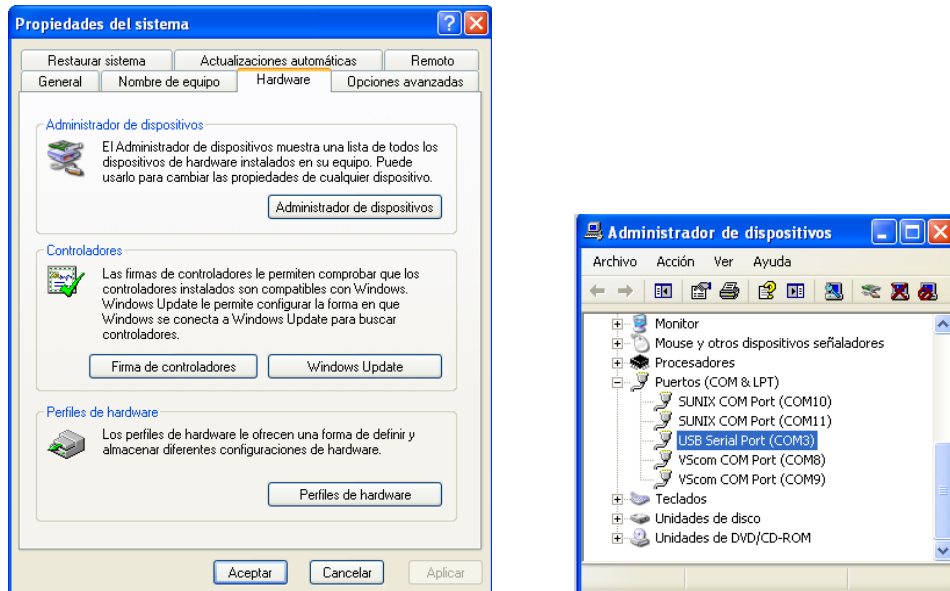 Propiedades del sistema
Restaurar sistema
Actualizaciones automáticas
Remoto
General
Nombre de equipo
Hardware
Opciones avanzadas
Administrador de dispositivos
El Administrador de dispositivos muestra una lista de todos los
dispositivos de hardware instalados en su equipo. Puede
usarlo para cambiar las propiedades de cualquier dispositivo.
Administrador de dispositivos
Controladores
Las firmas de controladores le permiten comprobar que los
controladores instalados son compatibles con Windows.
Windows Update le permite configurar la forma en que
Windows se conecta a Windows Update para buscar
controladores.
Firma de controladores
Windows Update
Perfiles de hardware
Los perfiles de hardware le ofrecen una forma de definir y
almacenar diferentes configuraciones de hardware.
Perfiles de hardware
Aceptar
Cancelar
Aplicar
Administrador de dispositivos
Archivo
Acción
Ver
Ayuda
Monitor
Mouse y otros dispositivos señaladores
Procesadores
Puertos (COM & LPT)
SUNIX COM Port (COM10)
SUNIX COM Port (COM11)
USB Serial Port (COM3)
VScom COM Port (COM8)
VScom COM Port (COM9)
Teclados
Unidades de disco
Unidades de DVD/CD-ROM